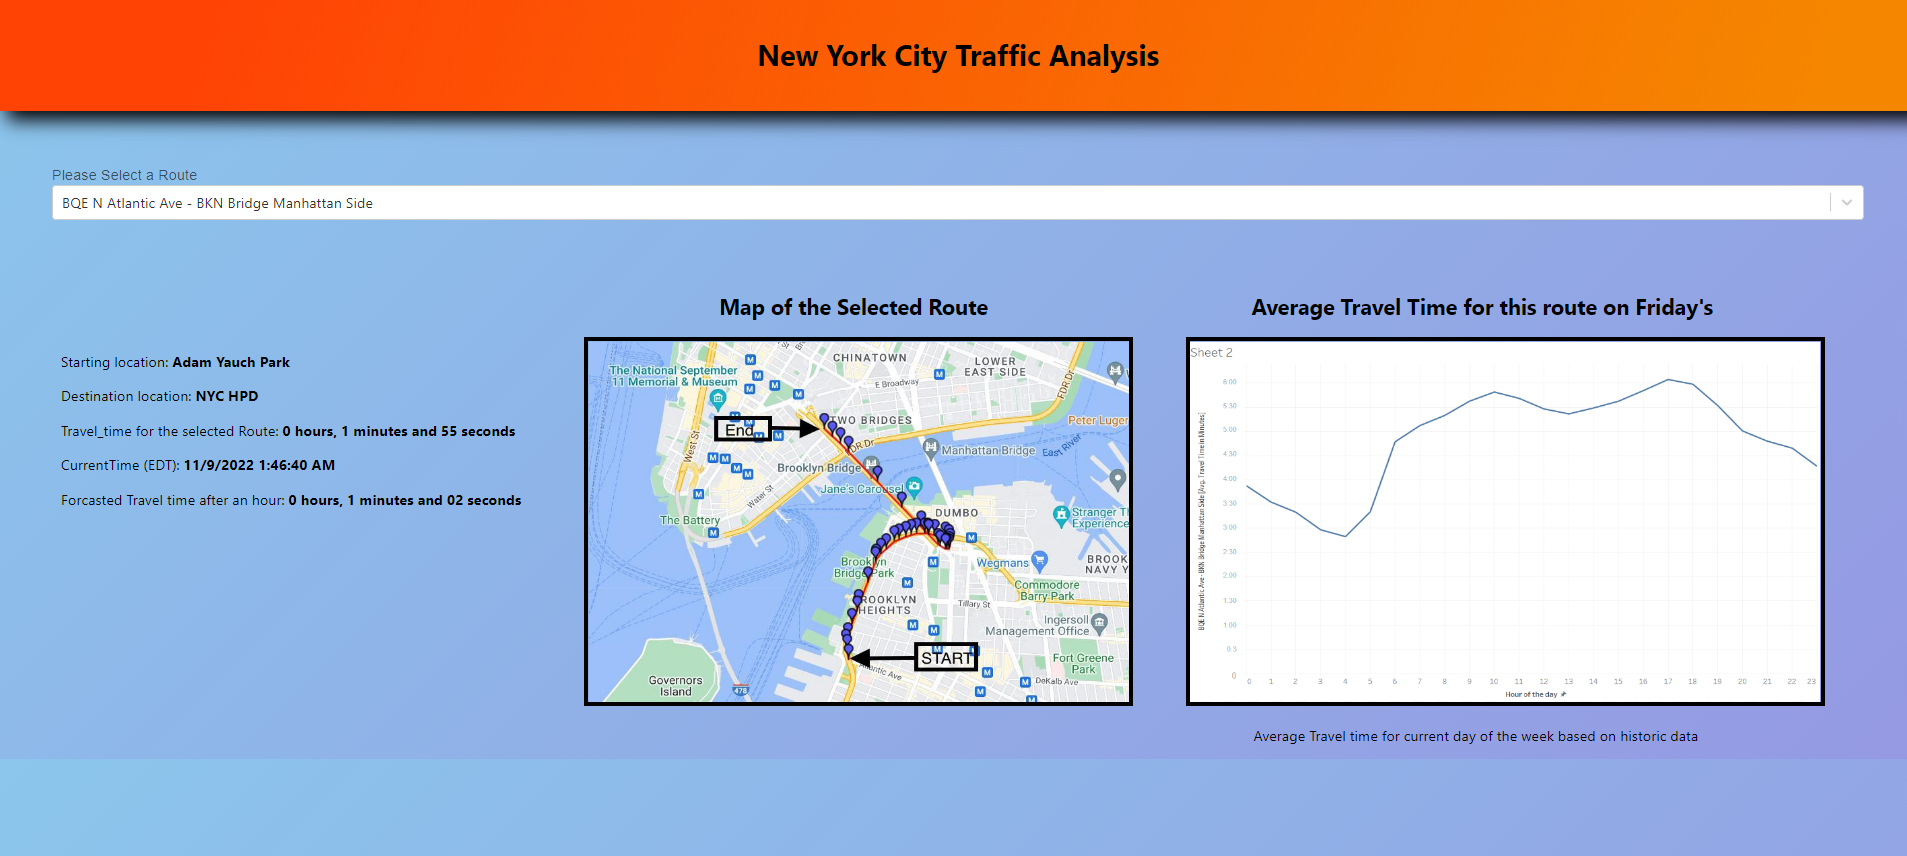 New York City Traffic Analysis
Please Select a Route
BQE N Atlantic Ave - BKN Bridge Manhattan Side
Starting location: Adam Yauch Park
Destination location: NYC HPD
Travel_time for the selected Route: 0 hours, 1 minutes and 55 seconds
CurrentTime (EDT): 11/9/2022 1:46:40 AM
Forcasted Travel time after an hour: 0 hours, 1 minutes and 02 seconds
Map of the Selected Route
CHINATOWN
LOWER
EAST SIDE
The National September
11 Memorial & Museum
E Broadway
FDR Dr
TWO BRIDGES
Peter Luger
End
West St
DR Dr
Manhattan Bridge
East River
Brooklyn Bridge
Jane's Carousel
Water St
The Battery
DUMBO
Stranger Th
Experience
Brooklyn
Bridge Park
Wegmans
BROOK
NAVY Y
Commodore
Barry Park
ROOKLYN
HEIGHTS
Tillary St
Ingersoll
Management Office
START
Atlantic Ave
Fort Greene
Park
DeKalb Ave
Governors
Island
478
Average Travel Time for this route on Friday's
Sheet 2
BQE N Atlantic Ave - BKN Bridge Manhattan Side [Avg. Travel Time in Minutes]
6:00
5:30
5:00
4:30
4:00
3:30
3:00
2:30
2:00
1:30
1:00
0.3
0
0 1 2 3 4 5 6 7 8 9 10 11 12 13 14 15 16 17 18 19 20 21 22 23
Hour of the day
Average Travel time for current day of the week based on historic data